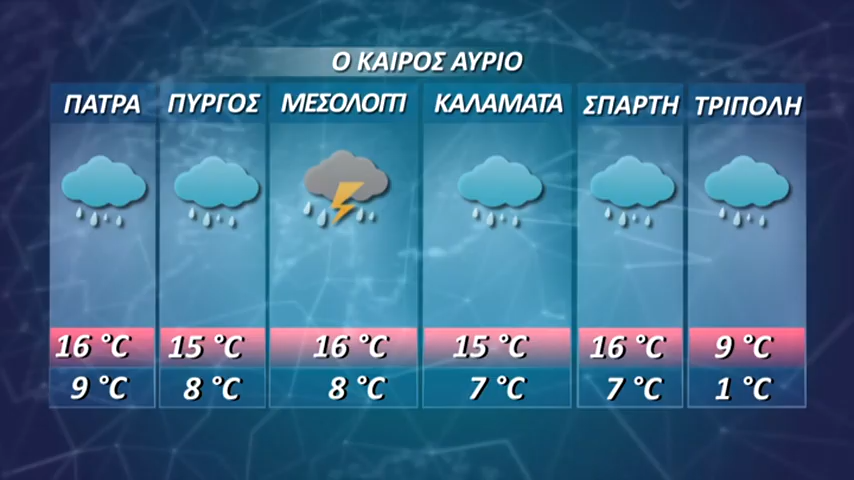 Ο ΚΑΙΡΟΣ ΑΥΡΙΟ
ΠΑΤΡΑ ΠΥΡΓΟΣ ΜΕΣΟΛΟΓΓΙ ΚΑΛΑΜΑΤΑ ΣΠΑΡΤΗ ΤΡΙΠΟΛΗ
16 °C 15 °C 16 °C 15 °C 16 °C 9 °C
9 °C 8 °C 8 °C 7 °C 7 °C 1 °C